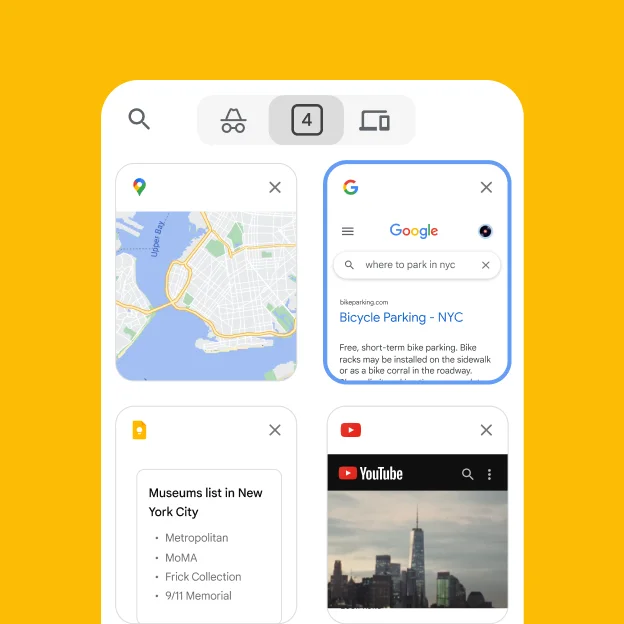 4
Upper Bay
Google
where to park in nyc
bikeparking.com
Bicycle Parking - NYC
Free, short-term bike parking. Bike
racks may be installed on the sidewalk
or as a bike corral in the roadway.
Museums list in New
York City
• Metropolitan
• MoMA
• Frick Collection
• 9/11 Memorial
YouTube